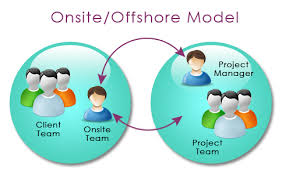 Onsite/Offshore Model
Client
Team
Onsite
Team
Project
Manager
Project
Team